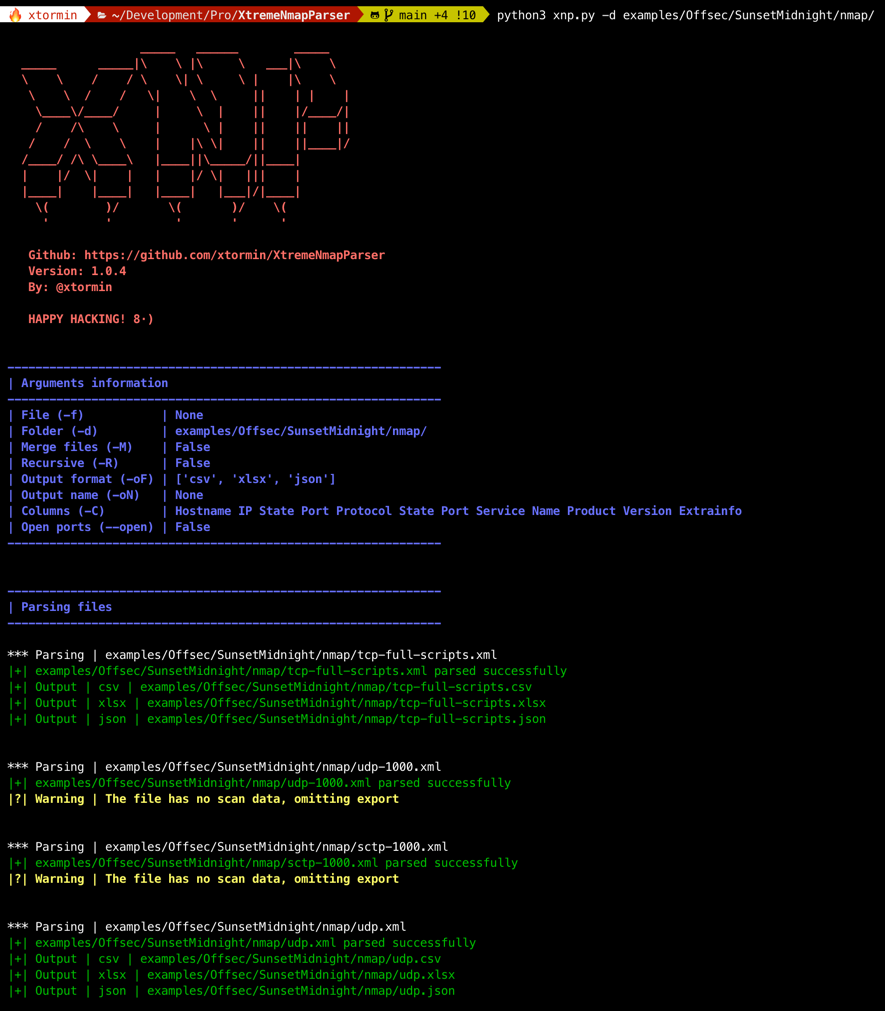 xtormin ~/Development/Pro/XtremeNmapParser main +4 !10 python3 xnp.py -d examples/Offsec/SunsetMidnight/nmap/
XNP
Github: https://github.com/xtormin/XtremeNmapParser
Version: 1.0.4
By: @xtormin
HAPPY HACKING! 8·)
------------------------------------------------------------
| Arguments information
------------------------------------------------------------
| File (-f) | None
| Folder (-d) | examples/Offsec/SunsetMidnight/nmap/
| Merge files (-M) | False
| Recursive (-R) | False
| Output format (-oF) | ['csv', 'xlsx', 'json']
| Output name (-oN) | None
| Columns (-C) | Hostname IP State Port Protocol State Port Service Name Product Version Extrainfo
| Open ports (--open) | False
------------------------------------------------------------
------------------------------------------------------------
| Parsing files
------------------------------------------------------------
*** Parsing | examples/Offsec/SunsetMidnight/nmap/tcp-full-scripts.xml
|+| examples/Offsec/SunsetMidnight/nmap/tcp-full-scripts.xml parsed successfully
|+| Output | csv | examples/Offsec/SunsetMidnight/nmap/tcp-full-scripts.csv
|+| Output | xlsx | examples/Offsec/SunsetMidnight/nmap/tcp-full-scripts.xlsx
|+| Output | json | examples/Offsec/SunsetMidnight/nmap/tcp-full-scripts.json
*** Parsing | examples/Offsec/SunsetMidnight/nmap/udp-1000.xml
|+| examples/Offsec/SunsetMidnight/nmap/udp-1000.xml parsed successfully
|?| Warning | The file has no scan data, omitting export
*** Parsing | examples/Offsec/SunsetMidnight/nmap/sctp-1000.xml
|+| examples/Offsec/SunsetMidnight/nmap/sctp-1000.xml parsed successfully
|?| Warning | The file has no scan data, omitting export
*** Parsing | examples/Offsec/SunsetMidnight/nmap/udp.xml
|+| examples/Offsec/SunsetMidnight/nmap/udp.xml parsed successfully
|+| Output | csv | examples/Offsec/SunsetMidnight/nmap/udp.csv
|+| Output | xlsx | examples/Offsec/SunsetMidnight/nmap/udp.xlsx
|+| Output | json | examples/Offsec/SunsetMidnight/nmap/udp.json